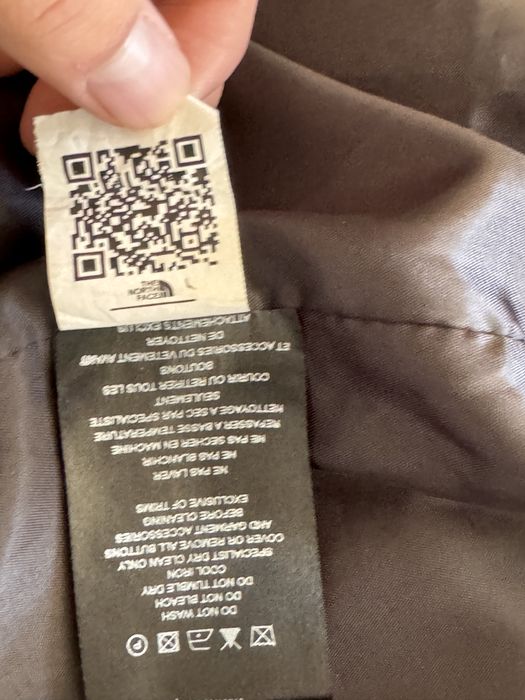 THE
NORTH
FACE
DO NOT WASH
DO NOT BLEACH
DO NOT TUMBLE DRY
COOL IRON
SPECIALIST DRY CLEAN ONLY
COVER OR REMOVE ALL BUTTONS
AND GARMENT ACCESSORIES
BEFORE CLEANING
EXCLUSIVE OF TRIMS
NE PAS LAVER
NE PAS BLANCHIR
NE PAS SECHER EN MACHINE
REPASSER A BASSE TEMPERATURE
NETTOYAGE A SEC PAR SPECIALISTE
SEULEMENT
COURIR OU RETIRER TOUS LES
BOUTONS
ET ACCESSORIES DU VETEMENT AVANT
DE NETTOYER
ATTACHEMENTS EXCLUS